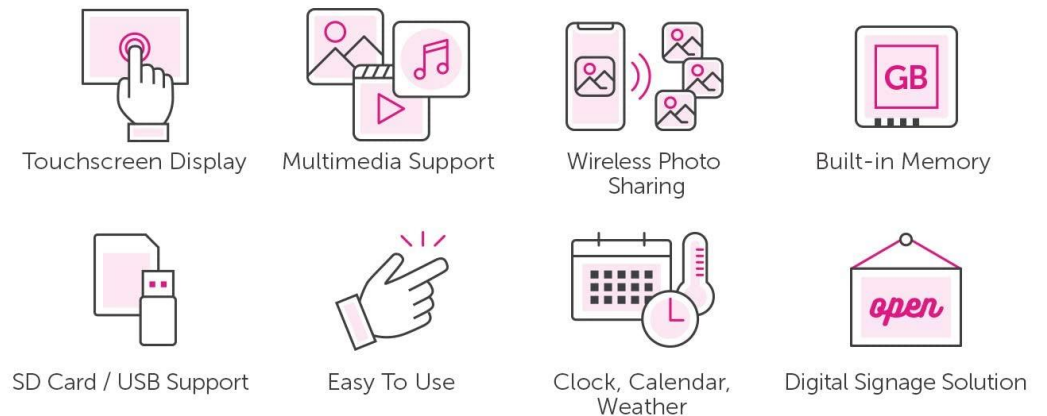 GB
Touchscreen Display
Multimedia Support
Wireless Photo
Sharing
Built-in Memory
open
SD Card / USB Support
Easy To Use
Clock, Calendar,
Weather
Digital Signage Solution